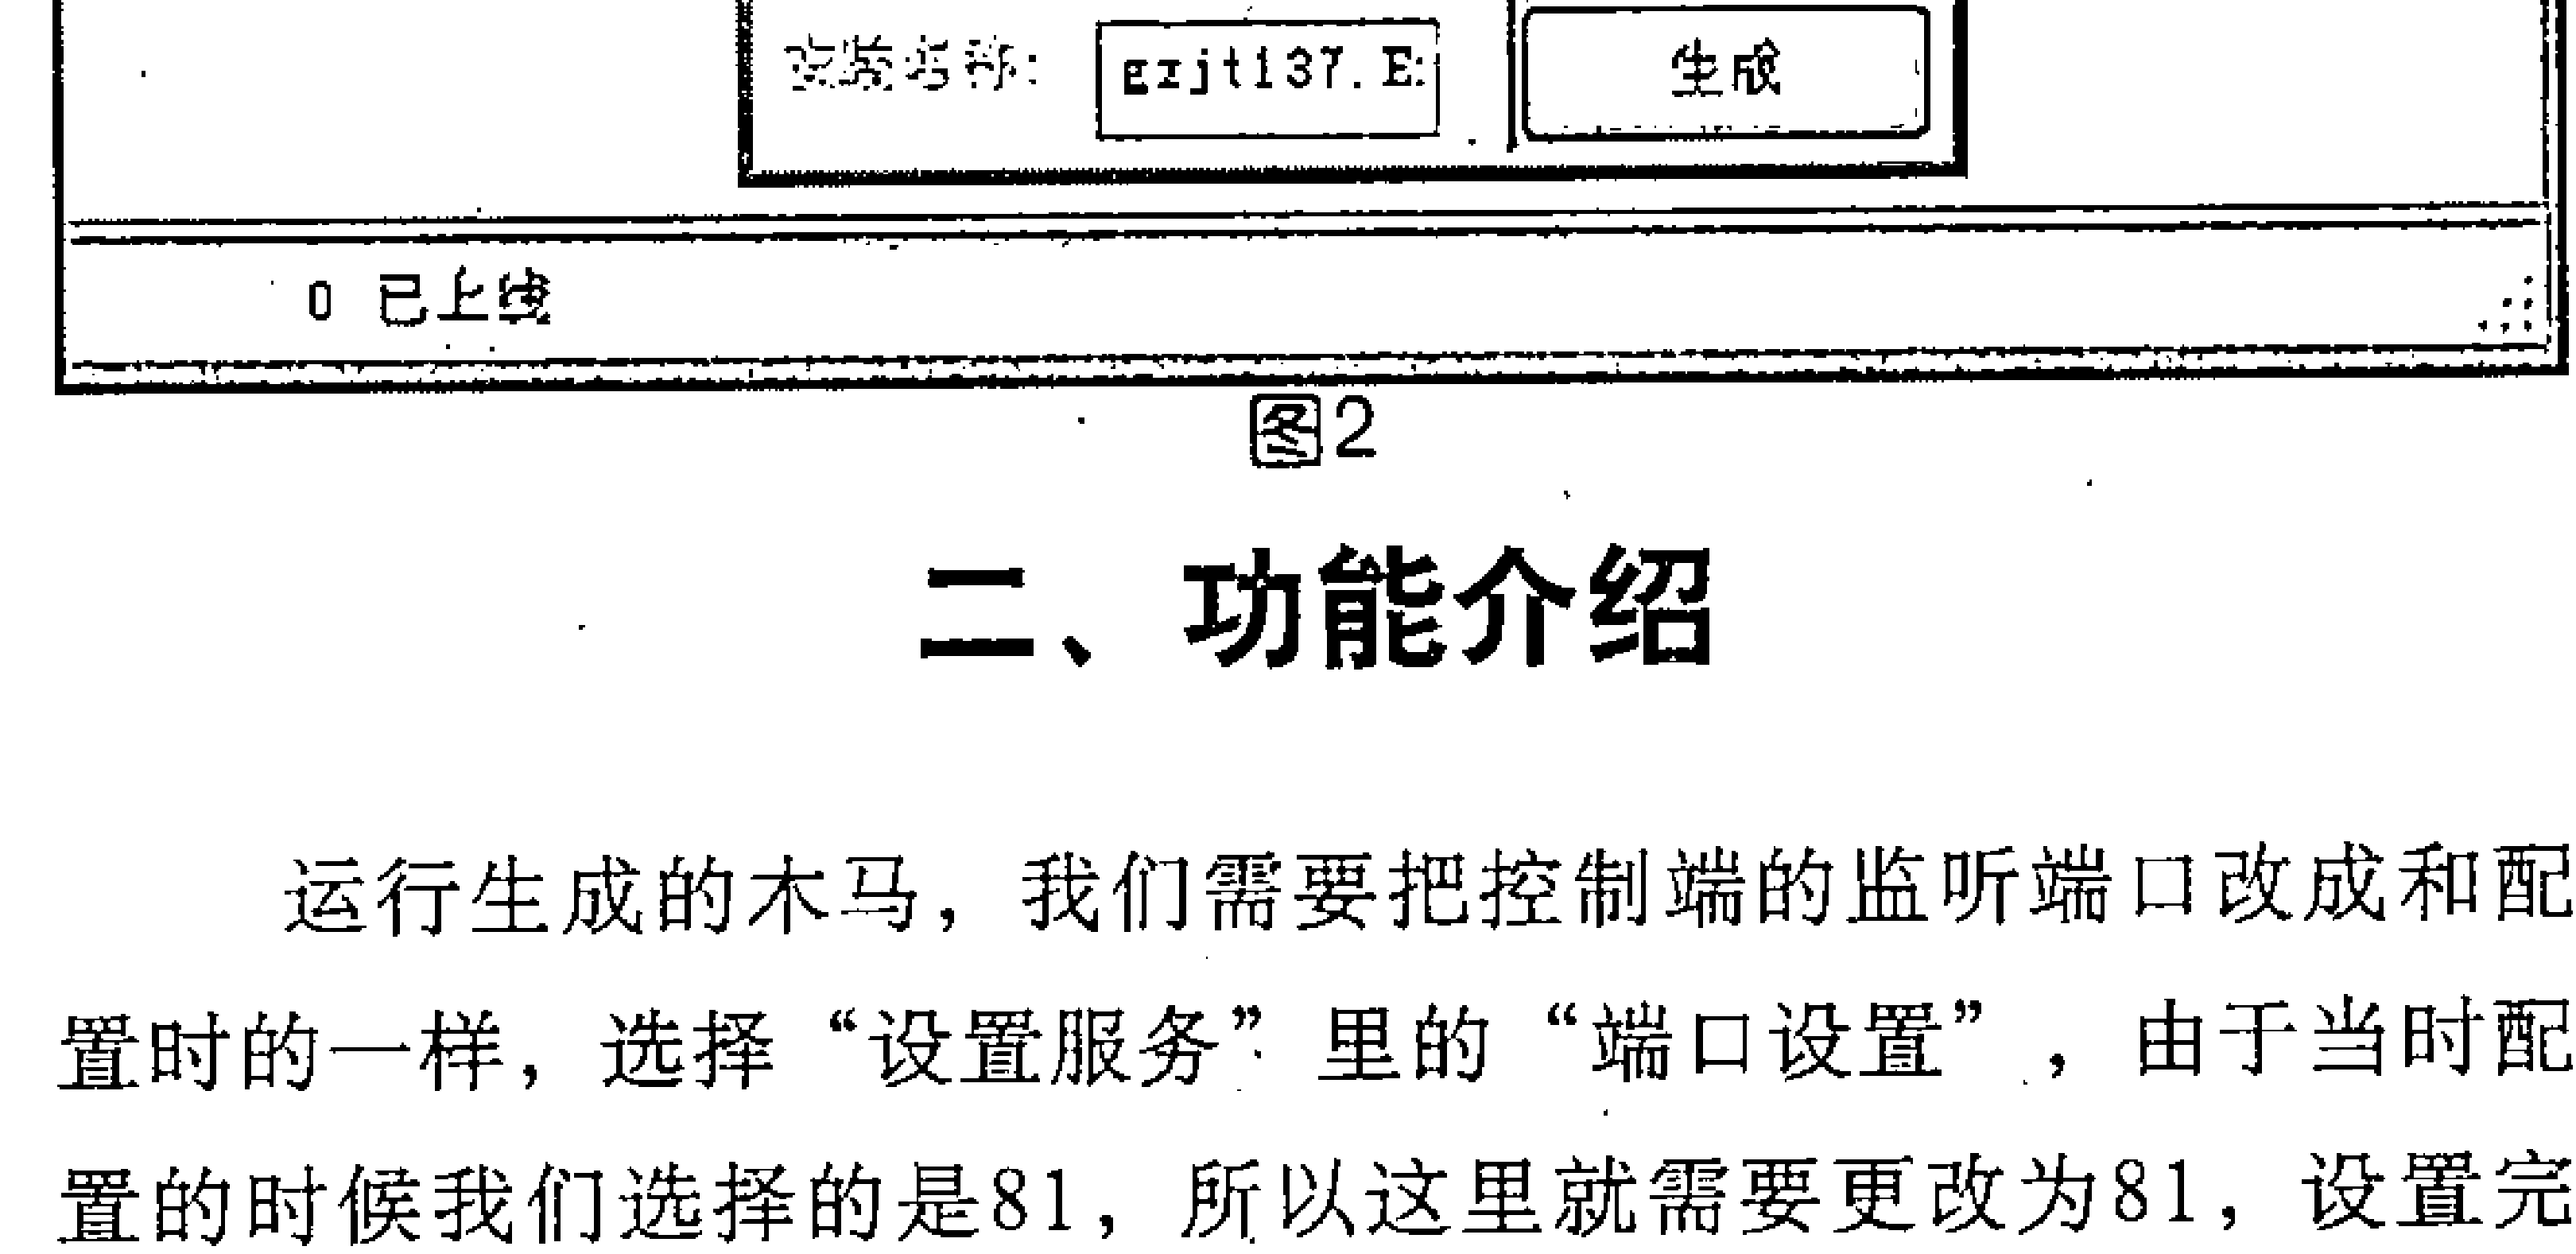 gzjt137.E
生成
0 已上线
图2
二、功能介绍
运行生成的木马，我们需要把控制端的监听端口改成和配
置时的一样，选择“设置服务”里的“端口设置”，由于当时配
置的时候我们选择的是81，所以这里就需要更改为81，设置完